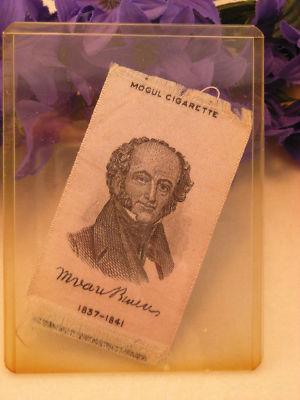 MOGUL CIGARETTE
M Van Buren
1837-1841